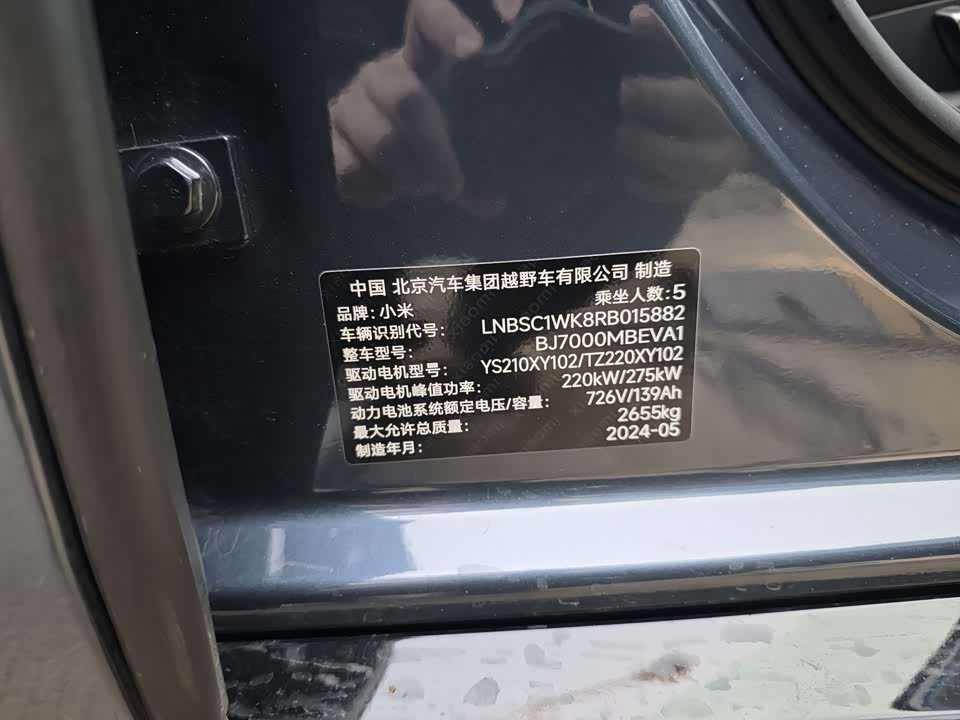 中国 北京汽车集团越野车有限公司 制造
品牌: 小米 乘坐人数: 5
车辆识别代号: LNBSC1WK8RB015882
整车型号: BJ7000MBEVA1
驱动电机型号: YS210XY102/TZ220XY102
驱动电机峰值功率: 220kW/275kW
动力电池系统额定电压/容量: 726V/139Ah
最大允许总质量: 2655kg
制造年月: 2024-05